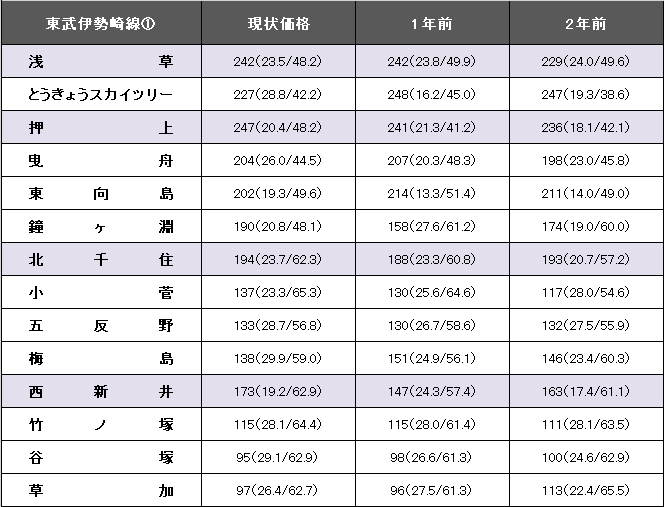 東武伊勢崎線① 現状価格 1年前 2年前
浅草 242(23.5/48.2) 242(23.8/49.9) 229(24.0/49.6)
とうきょうスカイツリー 227(28.8/42.2) 248(16.2/45.0) 247(19.3/38.6)
押上 247(20.4/48.2) 241(21.3/41.2) 236(18.1/42.1)
曳舟 204(26.0/44.5) 207(20.3/48.3) 198(23.0/45.8)
東向島 202(19.3/49.6) 214(13.3/51.4) 211(14.0/49.0)
鐘ヶ淵 190(20.8/48.1) 158(27.6/61.2) 174(19.0/60.0)
北千住 194(23.7/62.3) 188(23.3/60.8) 193(20.7/57.2)
小菅 137(23.3/65.3) 130(25.6/64.6) 117(28.0/54.6)
五反野 133(28.7/56.8) 130(26.7/58.6) 132(27.5/55.9)
梅島 138(29.9/59.0) 151(24.9/56.1) 146(23.4/60.3)
西新井 173(19.2/62.9) 147(24.3/57.4) 163(17.4/61.1)
竹ノ塚 115(28.1/64.4) 115(28.0/61.4) 111(28.1/63.5)
谷塚 95(29.1/62.9) 98(26.6/61.3) 100(24.6/62.9)
草加 97(26.4/62.7) 96(27.5/61.3) 113(22.4/65.5)